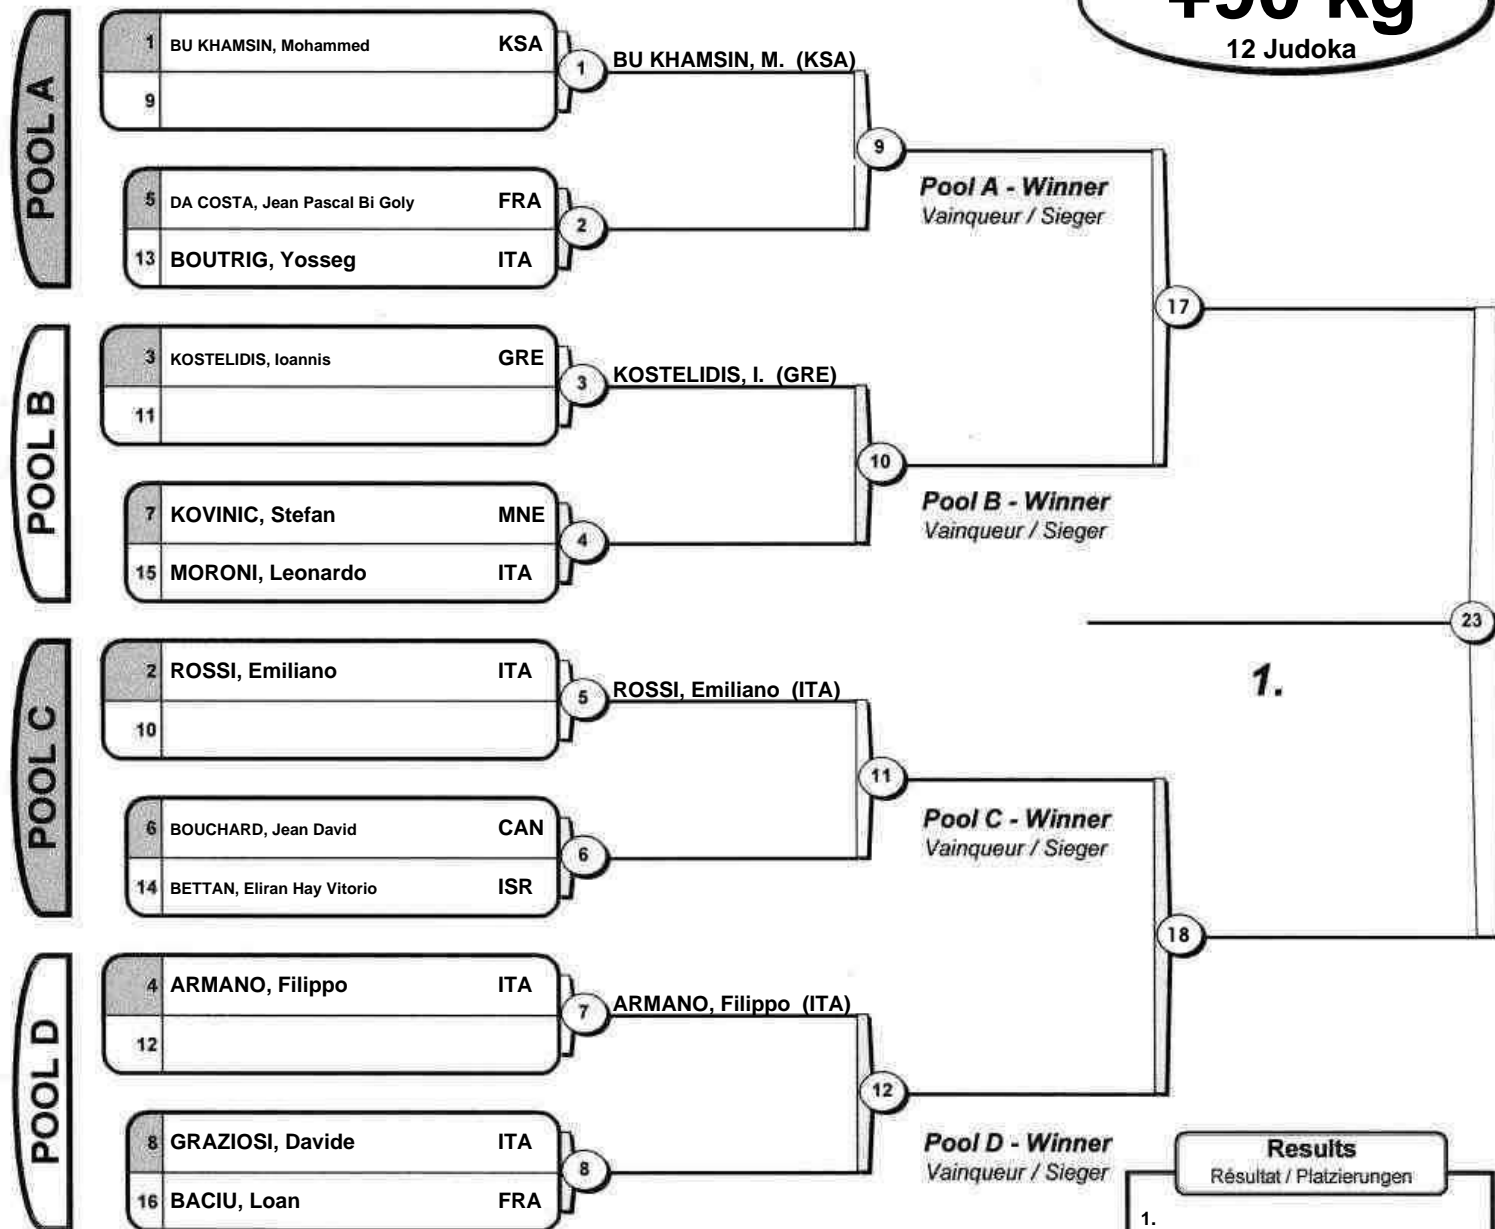 +90 kg
12 Judoka
POOL A
1 BU KHAMSIN, Mohammed KSA
9
1
BU KHAMSIN, M. (KSA)
5 DA COSTA, Jean Pascal Bi Goly FRA
13 BOUTRIG, Yosseg ITA
2
9
Pool A - Winner
Vainqueur / Sieger
POOL B
3 KOSTELIDIS, Ioannis GRE
11
3
KOSTELIDIS, I. (GRE)
7 KOVINIC, Stefan MNE
15 MORONI, Leonardo ITA
4
10
Pool B - Winner
Vainqueur / Sieger
17
23
1.
POOL C
2 ROSSI, Emiliano ITA
10
5
ROSSI, Emiliano (ITA)
6 BOUCHARD, Jean David CAN
14 BETTAN, Eliran Hay Vitorio ISR
6
11
Pool C - Winner
Vainqueur / Sieger
POOL D
4 ARMANO, Filippo ITA
12
7
ARMANO, Filippo (ITA)
8 GRAZIOSI, Davide ITA
16 BACIU, Loan FRA
8
12
Pool D - Winner
Vainqueur / Sieger
18
Results
Résultat / Platzierungen
1.